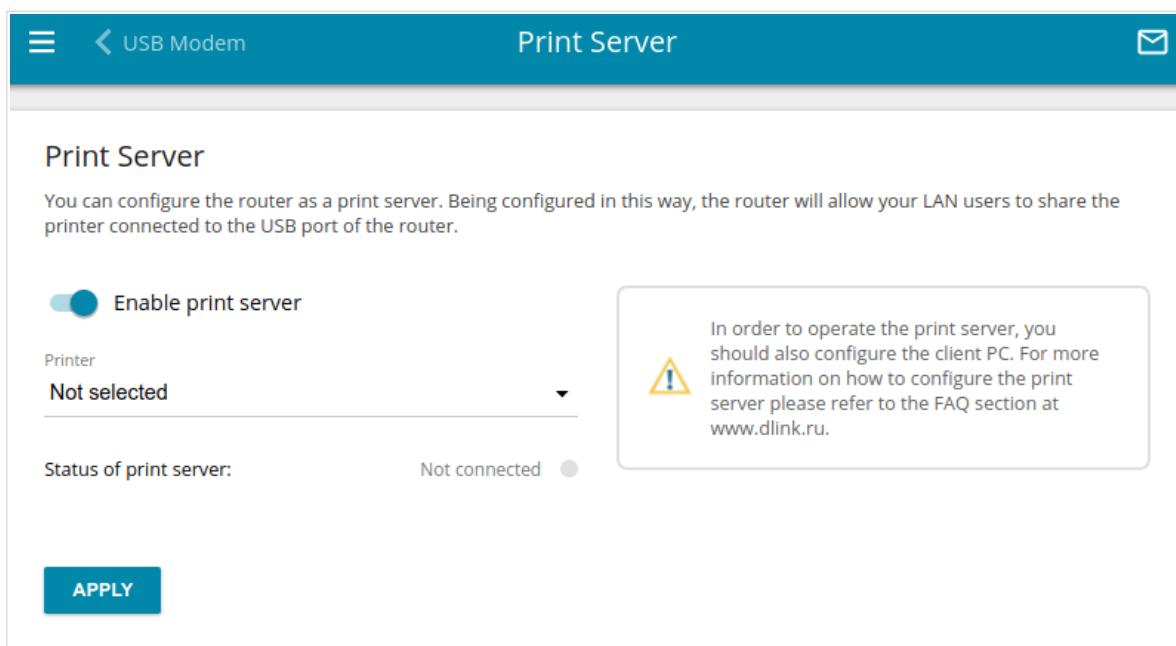 USB Modem
Print Server
Print Server
You can configure the router as a print server. Being configured in this way, the router will allow your LAN users to share the
printer connected to the USB port of the router.
Enable print server
Printer
Not selected
Status of print server:
Not connected
In order to operate the print server, you
should also configure the client PC. For more
information on how to configure the print
server please refer to the FAQ section at
www.dlink.ru.
APPLY